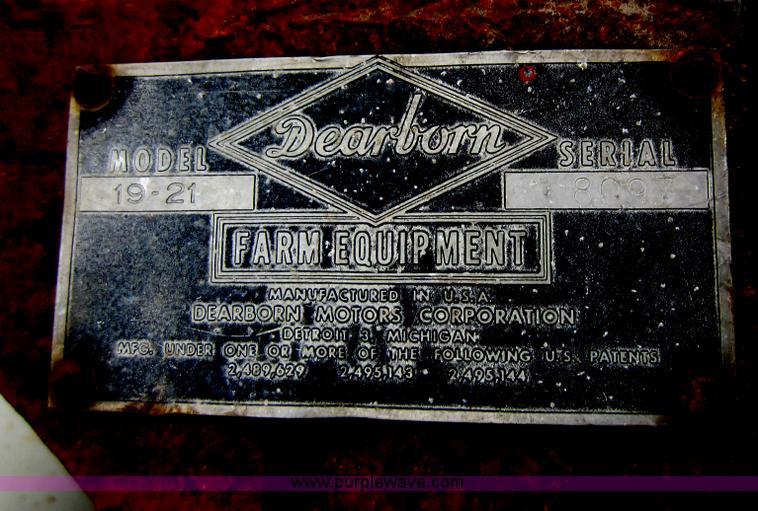 Dearborn
MODEL SERIAL
19-21
FARM EQUIPMENT
MANUFACTURED IN U.S.A.
DEARBORN MOTORS CORPORATION
DETROIT 3, MICHIGAN
MFG. UNDER ONE OR MORE OF THE FOLLOWING U.S. PATENTS
2,489,629 2,495,143 2,495,144
www.purplewave.com